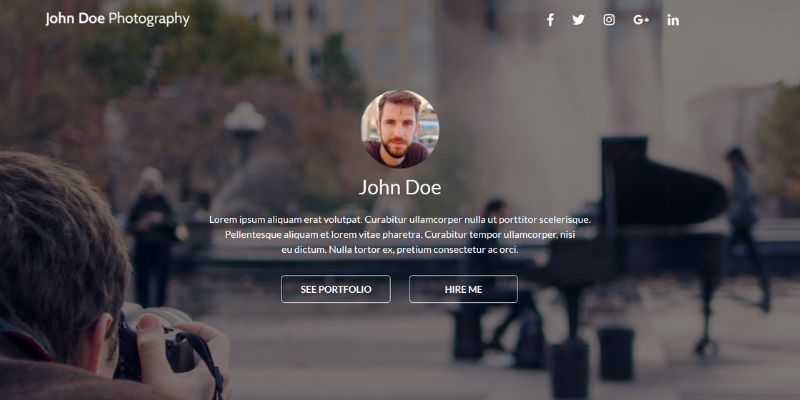 John Doe Photography
John Doe
Lorem ipsum aliquam erat volutpat. Curabitur ullamcorper nulla ut porttitor scelerisque.
Pellentesque aliquam et lorem vitae pharetra. Curabitur tempor ullamcorper, nisi
eu dictum. Nulla tortor ex, pretium consectetur ac orci.
SEE PORTFOLIO HIRE ME